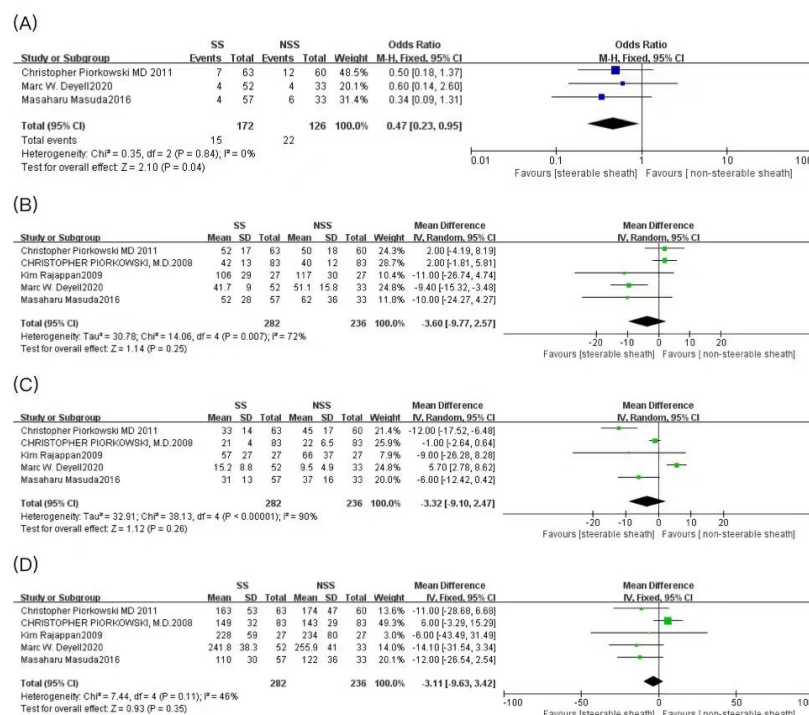 (A)
SS NSS Odds Ratio Odds Ratio
Study or Subgroup Events Total Events Total Weight M-H, Fixed, 95% CI M-H, Fixed, 95% CI
Christopher Piorkowski MD 2011 7 63 12 60 48.5% 0.50 [0.18, 1.37]
Marc W. Deyell2020 4 52 4 33 20.1% 0.60 [0.14, 2.60]
Masaharu Masuda2016 4 57 6 33 31.4% 0.34 [0.09, 1.31]
Total (95% CI) 172 126 100.0% 0.47 [0.23, 0.95]
Total events 15 22
Heterogeneity: Chi² = 0.35, df = 2 (P = 0.84); I² = 0%
Test for overall effect: Z = 2.10 (P = 0.04)
0.01 0.1 1 10 100
Favours [steerable sheath] Favours [ non-steerable sheath]
(B)
SS NSS Mean Difference Mean Difference
Study or Subgroup Mean SD Total Mean SD Total Weight IV, Random, 95% CI IV, Random, 95% CI
Christopher Piorkowski MD 2011 52 17 63 50 18 60 24.3% 2.00 [-4.19, 8.19]
CHRISTOPHER PIORKOWSKI, M.D.2008 42 13 83 40 12 83 28.7% 2.00 [-1.81, 5.81]
Kim Rajappan2009 106 29 27 117 30 27 10.4% -11.00 [-26.74, 4.74]
Marc W. Deyell2020 41.7 9 52 51.1 15.8 33 24.8% -9.40 [-15.32, -3.48]
Masaharu Masuda2016 52 28 57 62 36 33 11.8% -10.00 [-24.27, 4.27]
Total (95% CI) 282 236 100.0% -3.60 [-9.77, 2.57]
Heterogeneity: Tau² = 30.78; Chi² = 14.06, df = 4 (P = 0.007); I² = 72%
Test for overall effect: Z = 1.14 (P = 0.25)
-20 -10 0 10 20
Favours [steerable sheath] Favours [ non-steerable sheath]
(C)
SS NSS Mean Difference Mean Difference
Study or Subgroup Mean SD Total Mean SD Total Weight IV, Random, 95% CI IV, Random, 95% CI
Christopher Piorkowski MD 2011 33 14 63 45 17 60 21.4% -12.00 [-17.52, -6.48]
CHRISTOPHER PIORKOWSKI, M.D.2008 21 4 83 22 6.5 83 25.9% -1.00 [-2.64, 0.64]
Kim Rajappan2009 57 27 27 66 37 27 7.9% -9.00 [-26.28, 8.28]
Marc W. Deyell2020 15.2 8.8 52 9.5 4.9 33 24.3% 5.70 [2.78, 8.62]
Masaharu Masuda2016 31 13 57 37 16 33 20.5% -6.00 [-12.42, 0.42]
Total (95% CI) 282 236 100.0% -3.32 [-9.10, 2.47]
Heterogeneity: Tau² = 32.91; Chi² = 38.13, df = 4 (P < 0.00001); I² = 90%
Test for overall effect: Z = 1.12 (P = 0.26)
-20 -10 0 10 20
Favours [steerable sheath] Favours [ non-steerable sheath]
(D)
SS NSS Mean Difference Mean Difference
Study or Subgroup Mean SD Total Mean SD Total Weight IV, Fixed, 95% CI IV, Fixed, 95% CI
Christopher Piorkowski MD 2011 163 53 63 174 47 60 13.6% -11.00 [-28.68, 6.68]
CHRISTOPHER PIORKOWSKI, M.D.2008 149 32 83 143 29 83 49.3% 6.00 [-3.29, 15.29]
Kim Rajappan2009 228 59 27 234 80 27 3.0% -6.00 [-43.49, 31.49]
Marc W. Deyell2020 241.8 38.3 52 255.9 41 33 14.0% -14.10 [-31.54, 3.34]
Masaharu Masuda2016 110 30 57 122 36 33 20.1% -12.00 [-26.54, 2.54]
Total (95% CI) 282 236 100.0% -3.11 [-9.63, 3.42]
Heterogeneity: Chi² = 7.44, df = 4 (P = 0.11); I² = 46%
Test for overall effect: Z = 0.93 (P = 0.35)
-100 -50 0 50 100
Favours [steerable sheath] Favours [ non-steerable sheath]